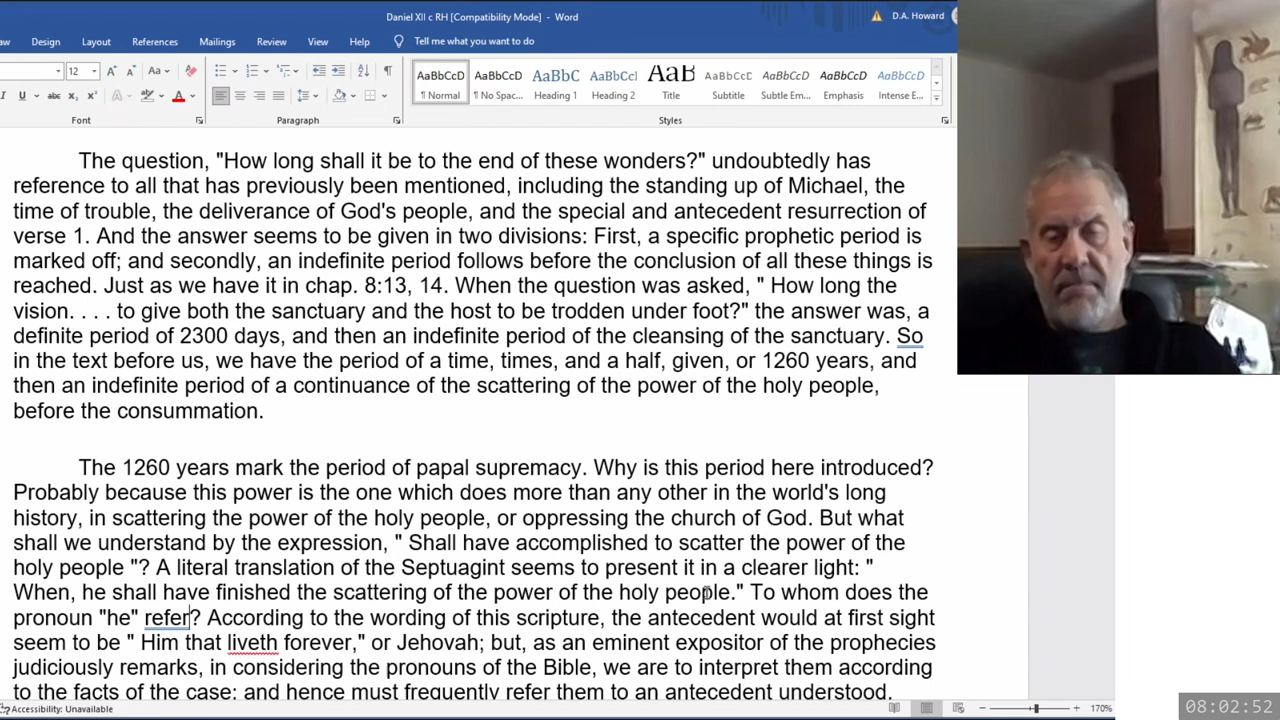 Daniel XII c RH [Compatibility Mode] - Word
D.A. Howard
aw Design Layout References Mailings Review View Help Tell me what you want to do
12 A A Aa A
AaBbCcD AaBbCcD AaBbC AaBbCcI AaB AaBbCcD AaBbCcD AaBbCcD AaBbCcD
I U abc x₂ x² A ab A
¶ Normal ¶ No Spac... Heading 1 Heading 2 Title Subtitle Subtle Em... Emphasis Intense E...
Font Paragraph Styles
The question, "How long shall it be to the end of these wonders?" undoubtedly has
reference to all that has previously been mentioned, including the standing up of Michael, the
time of trouble, the deliverance of God's people, and the special and antecedent resurrection of
verse 1. And the answer seems to be given in two divisions: First, a specific prophetic period is
marked off; and secondly, an indefinite period follows before the conclusion of all these things is
reached. Just as we have it in chap. 8:13, 14. When the question was asked, " How long the
vision. . . . to give both the sanctuary and the host to be trodden under foot?" the answer was, a
definite period of 2300 days, and then an indefinite period of the cleansing of the sanctuary. So
in the text before us, we have the period of a time, times, and a half, given, or 1260 years, and
then an indefinite period of a continuance of the scattering of the power of the holy people,
before the consummation.
The 1260 years mark the period of papal supremacy. Why is this period here introduced?
Probably because this power is the one which does more than any other in the world's long
history, in scattering the power of the holy people, or oppressing the church of God. But what
shall we understand by the expression, " Shall have accomplished to scatter the power of the
holy people "? A literal translation of the Septuagint seems to present it in a clearer light: "
When, he shall have finished the scattering of the power of the holy people." To whom does the
pronoun "he" refer? According to the wording of this scripture, the antecedent would at first sight
seem to be " Him that liveth forever," or Jehovah; but, as an eminent expositor of the prophecies
judiciously remarks, in considering the pronouns of the Bible, we are to interpret them according
to the facts of the case; and hence must frequently refer them to an antecedent understood.
Accessibility: Unavailable
170%
08:02:52